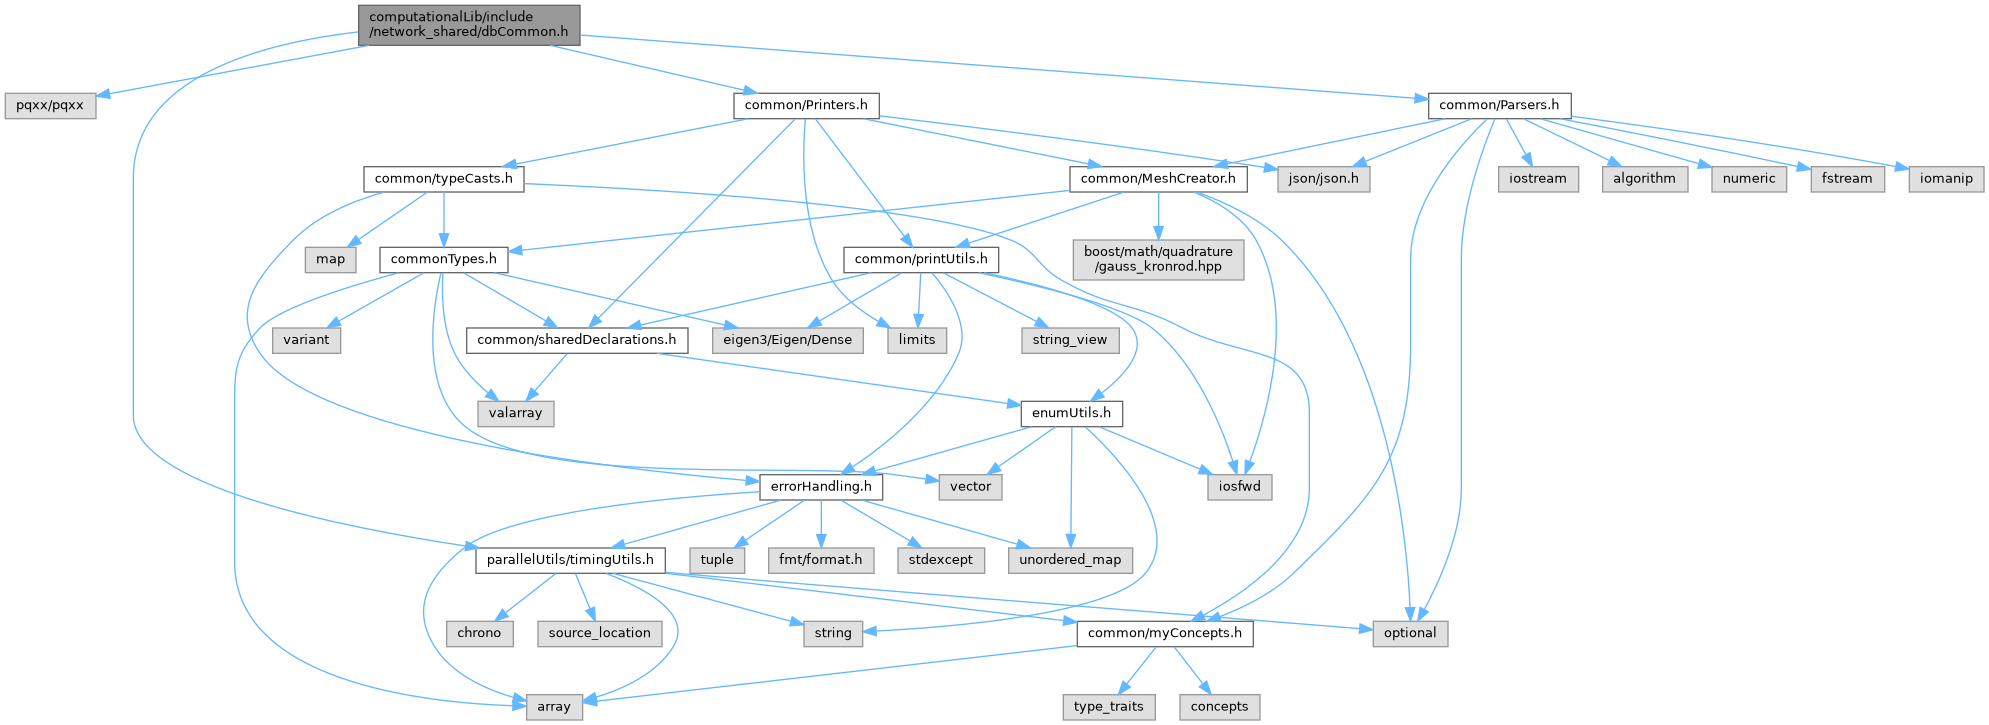 computationalLib/include
/network_shared/dbCommon.h
pqxx/pqxx
common/Printers.h
common/Parsers.h
common/typeCasts.h
common/MeshCreator.h
json/json.h
iostream
algorithm
numeric
fstream
iomanip
map
commonTypes.h
common/printUtils.h
boost/math/quadrature
/gauss_kronrod.hpp
variant
common/sharedDeclarations.h
eigen3/Eigen/Dense
limits
string_view
valarray
enumUtils.h
errorHandling.h
vector
iosfwd
parallelUtils/timingUtils.h
tuple
fmt/format.h
stdexcept
unordered_map
chrono
source_location
string
common/myConcepts.h
optional
array
type_traits
concepts